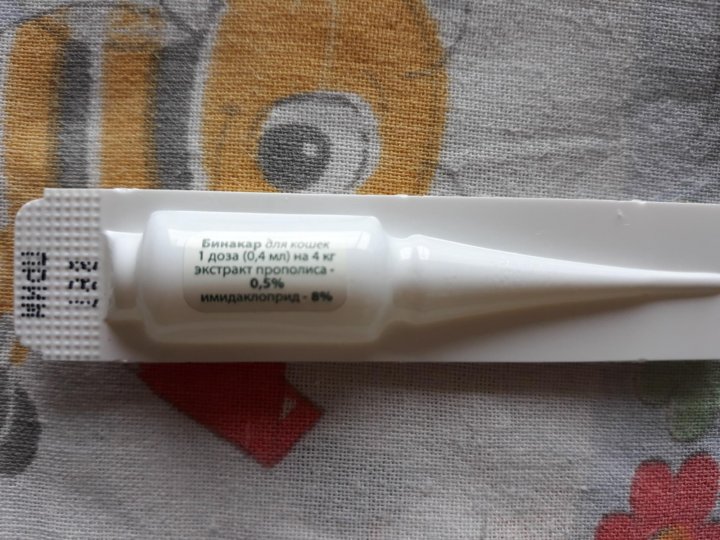 Бинакар для кошек
1 доза (0,4 мл) на 4 кг
экстракт прополиса -
0,5%
имидаклоприд - 8%